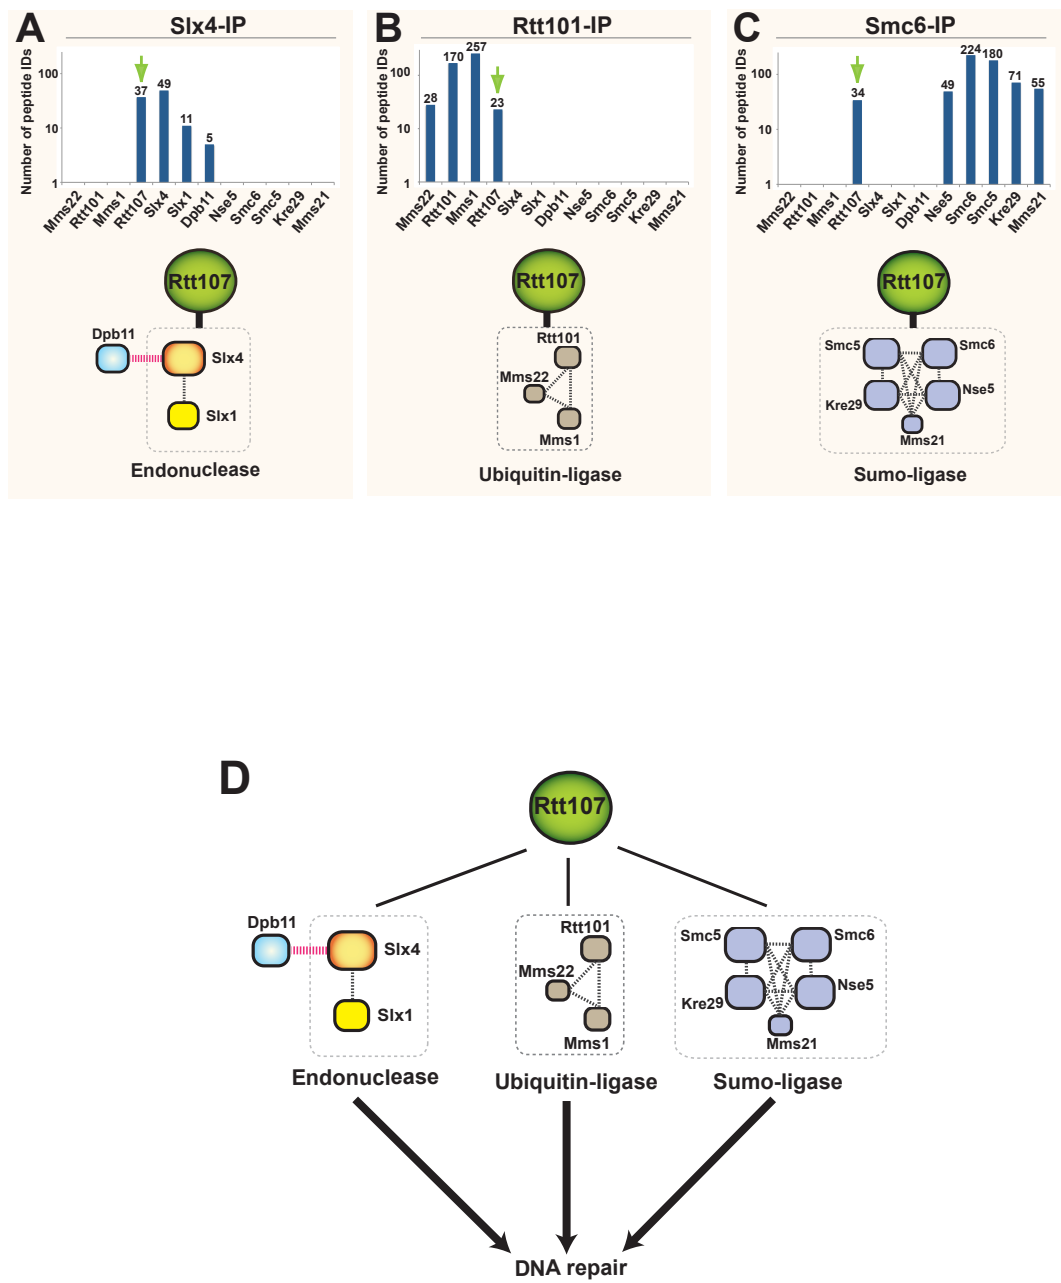 A
Slx4-IP
Number of peptide IDs
100
10
1
37
49
11
5
Mms22
Rtt101
Mms1
Rtt107
Slx4
Slx1
Dpb11
Nse5
Smc6
Smc5
Kre29
Mms21
Rtt107
Dpb11
Slx4
Slx1
Endonuclease
B
Rtt101-IP
Number of peptide IDs
100
10
1
28
170
257
23
Mms22
Rtt101
Mms1
Rtt107
Slx4
Slx1
Dpb11
Nse5
Smc6
Smc5
Kre29
Mms21
Rtt107
Rtt101
Mms22
Mms1
Ubiquitin-ligase
C
Smc6-IP
Number of peptide IDs
100
10
1
34
49
224
180
71
55
Mms22
Rtt101
Mms1
Rtt107
Slx4
Slx1
Dpb11
Nse5
Smc6
Smc5
Kre29
Mms21
Rtt107
Smc5
Smc6
Kre29
Nse5
Mms21
Sumo-ligase
D
Rtt107
Dpb11
Slx4
Slx1
Endonuclease
Rtt101
Mms22
Mms1
Ubiquitin-ligase
Smc5
Smc6
Kre29
Nse5
Mms21
Sumo-ligase
DNA repair